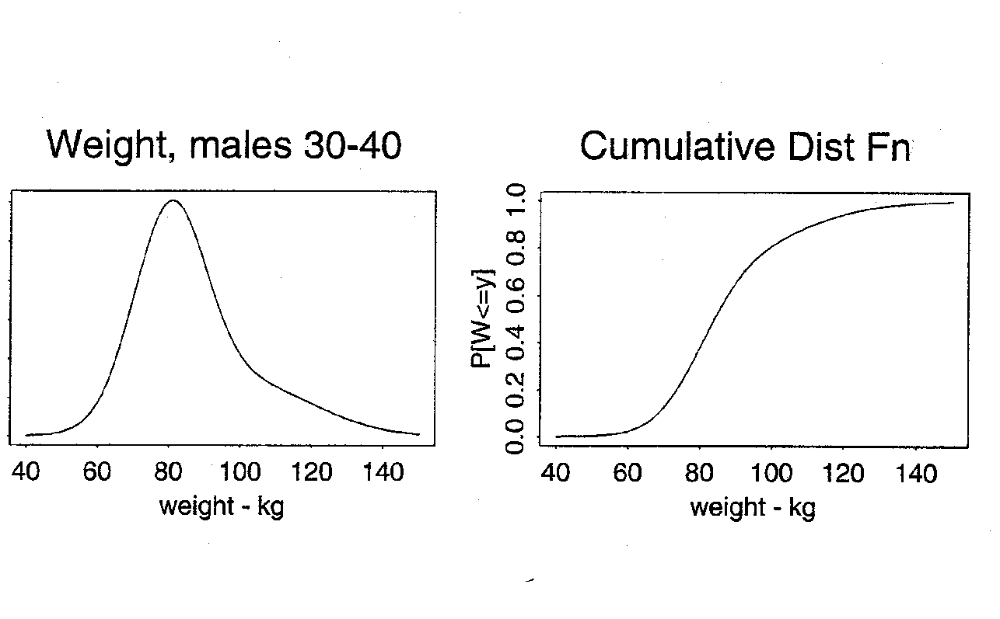 Weight, males 30-40
40 60 80 100 120 140
weight - kg
Cumulative Dist Fn
P[W<=y]
0.0 0.2 0.4 0.6 0.8 1.0
40 60 80 100 120 140
weight - kg